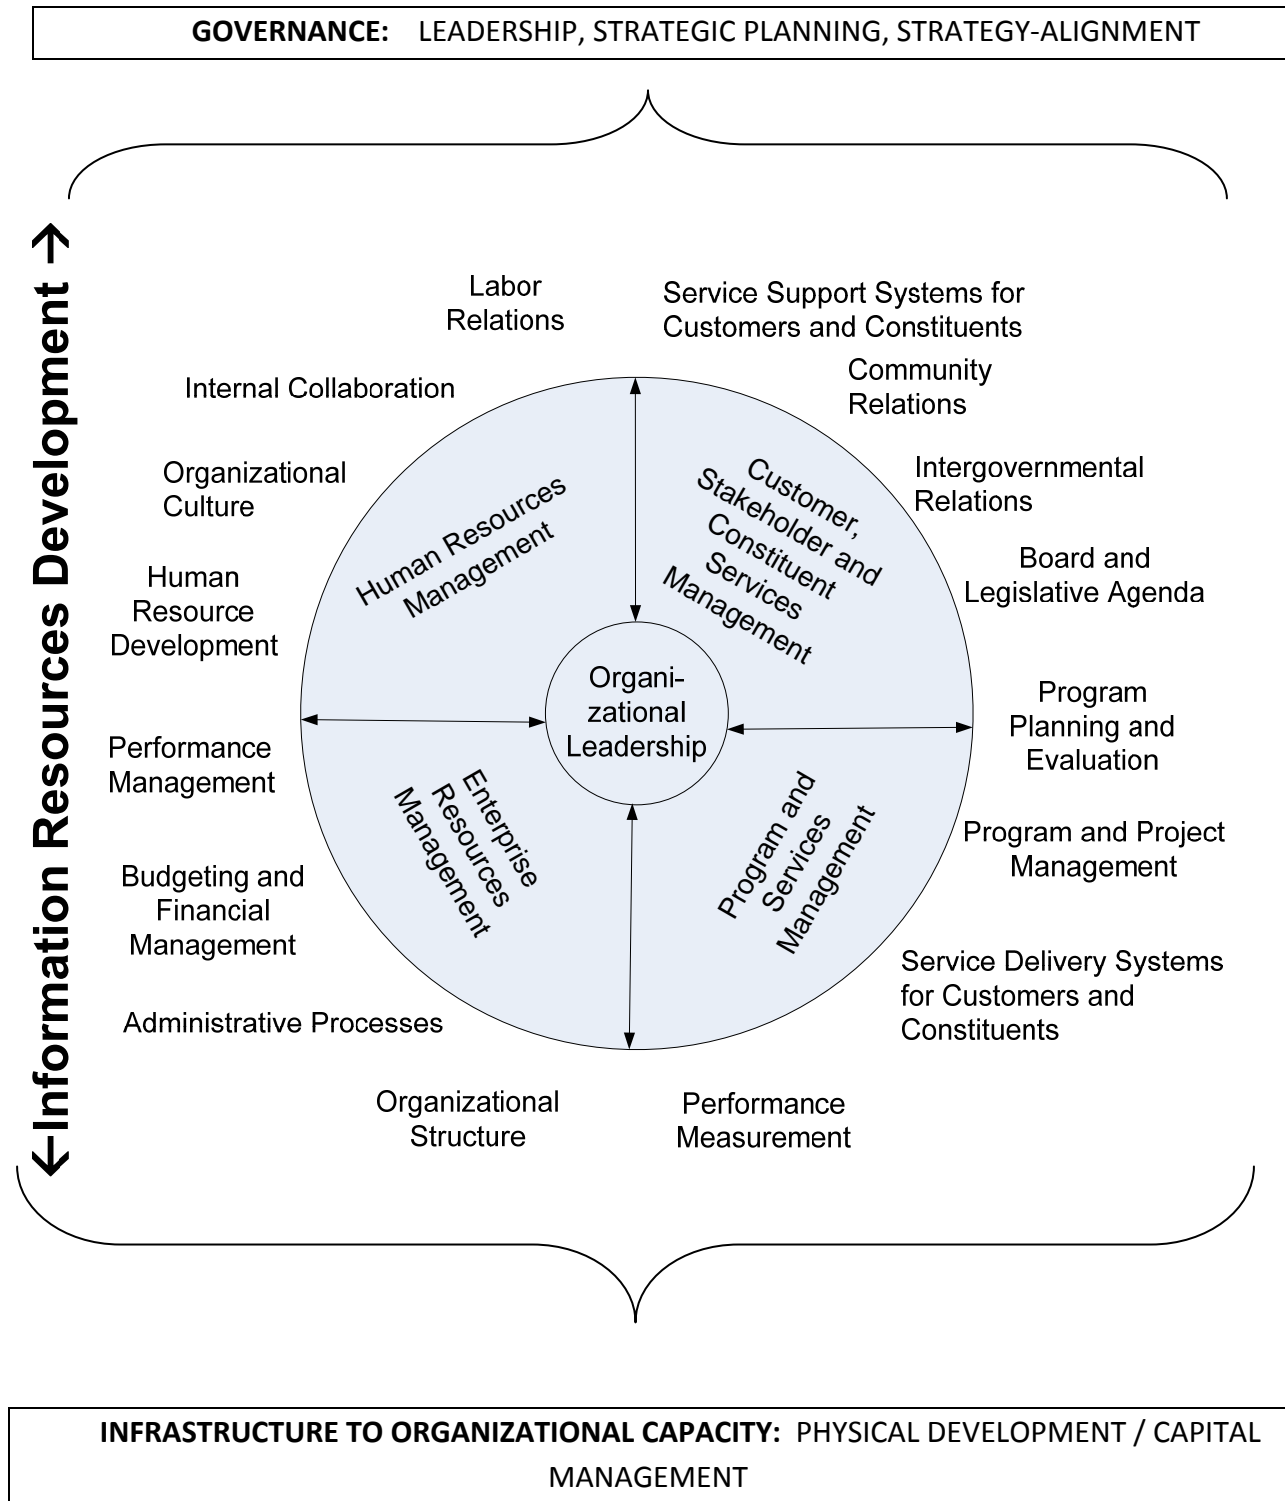 GOVERNANCE: LEADERSHIP, STRATEGIC PLANNING, STRATEGY-ALIGNMENT
←Information Resources Development →
Labor
Relations
Service Support Systems for
Customers and Constituents
Internal Collaboration
Community
Relations
Organizational
Culture
Intergovernmental
Relations
Human
Resource
Development
Board and
Legislative Agenda
Human Resources
Management
Customer,
Stakeholder and
Constituent
Services
Management
Organi-
zational
Leadership
Performance
Management
Program
Planning and
Evaluation
Enterprise
Resources
Management
Program and
Services
Management
Budgeting and
Financial
Management
Program and Project
Management
Administrative Processes
Service Delivery Systems
for Customers and
Constituents
Organizational
Structure
Performance
Measurement
INFRASTRUCTURE TO ORGANIZATIONAL CAPACITY: PHYSICAL DEVELOPMENT / CAPITAL
MANAGEMENT